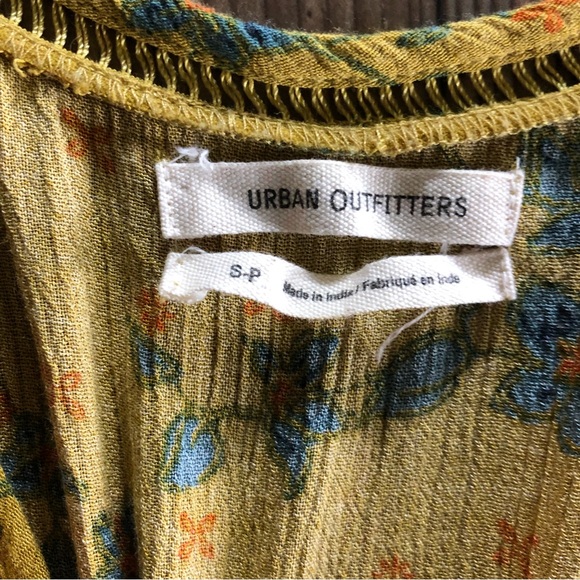 URBAN OUTFITTERS
S-P Made in India / Fabriqué en Inde